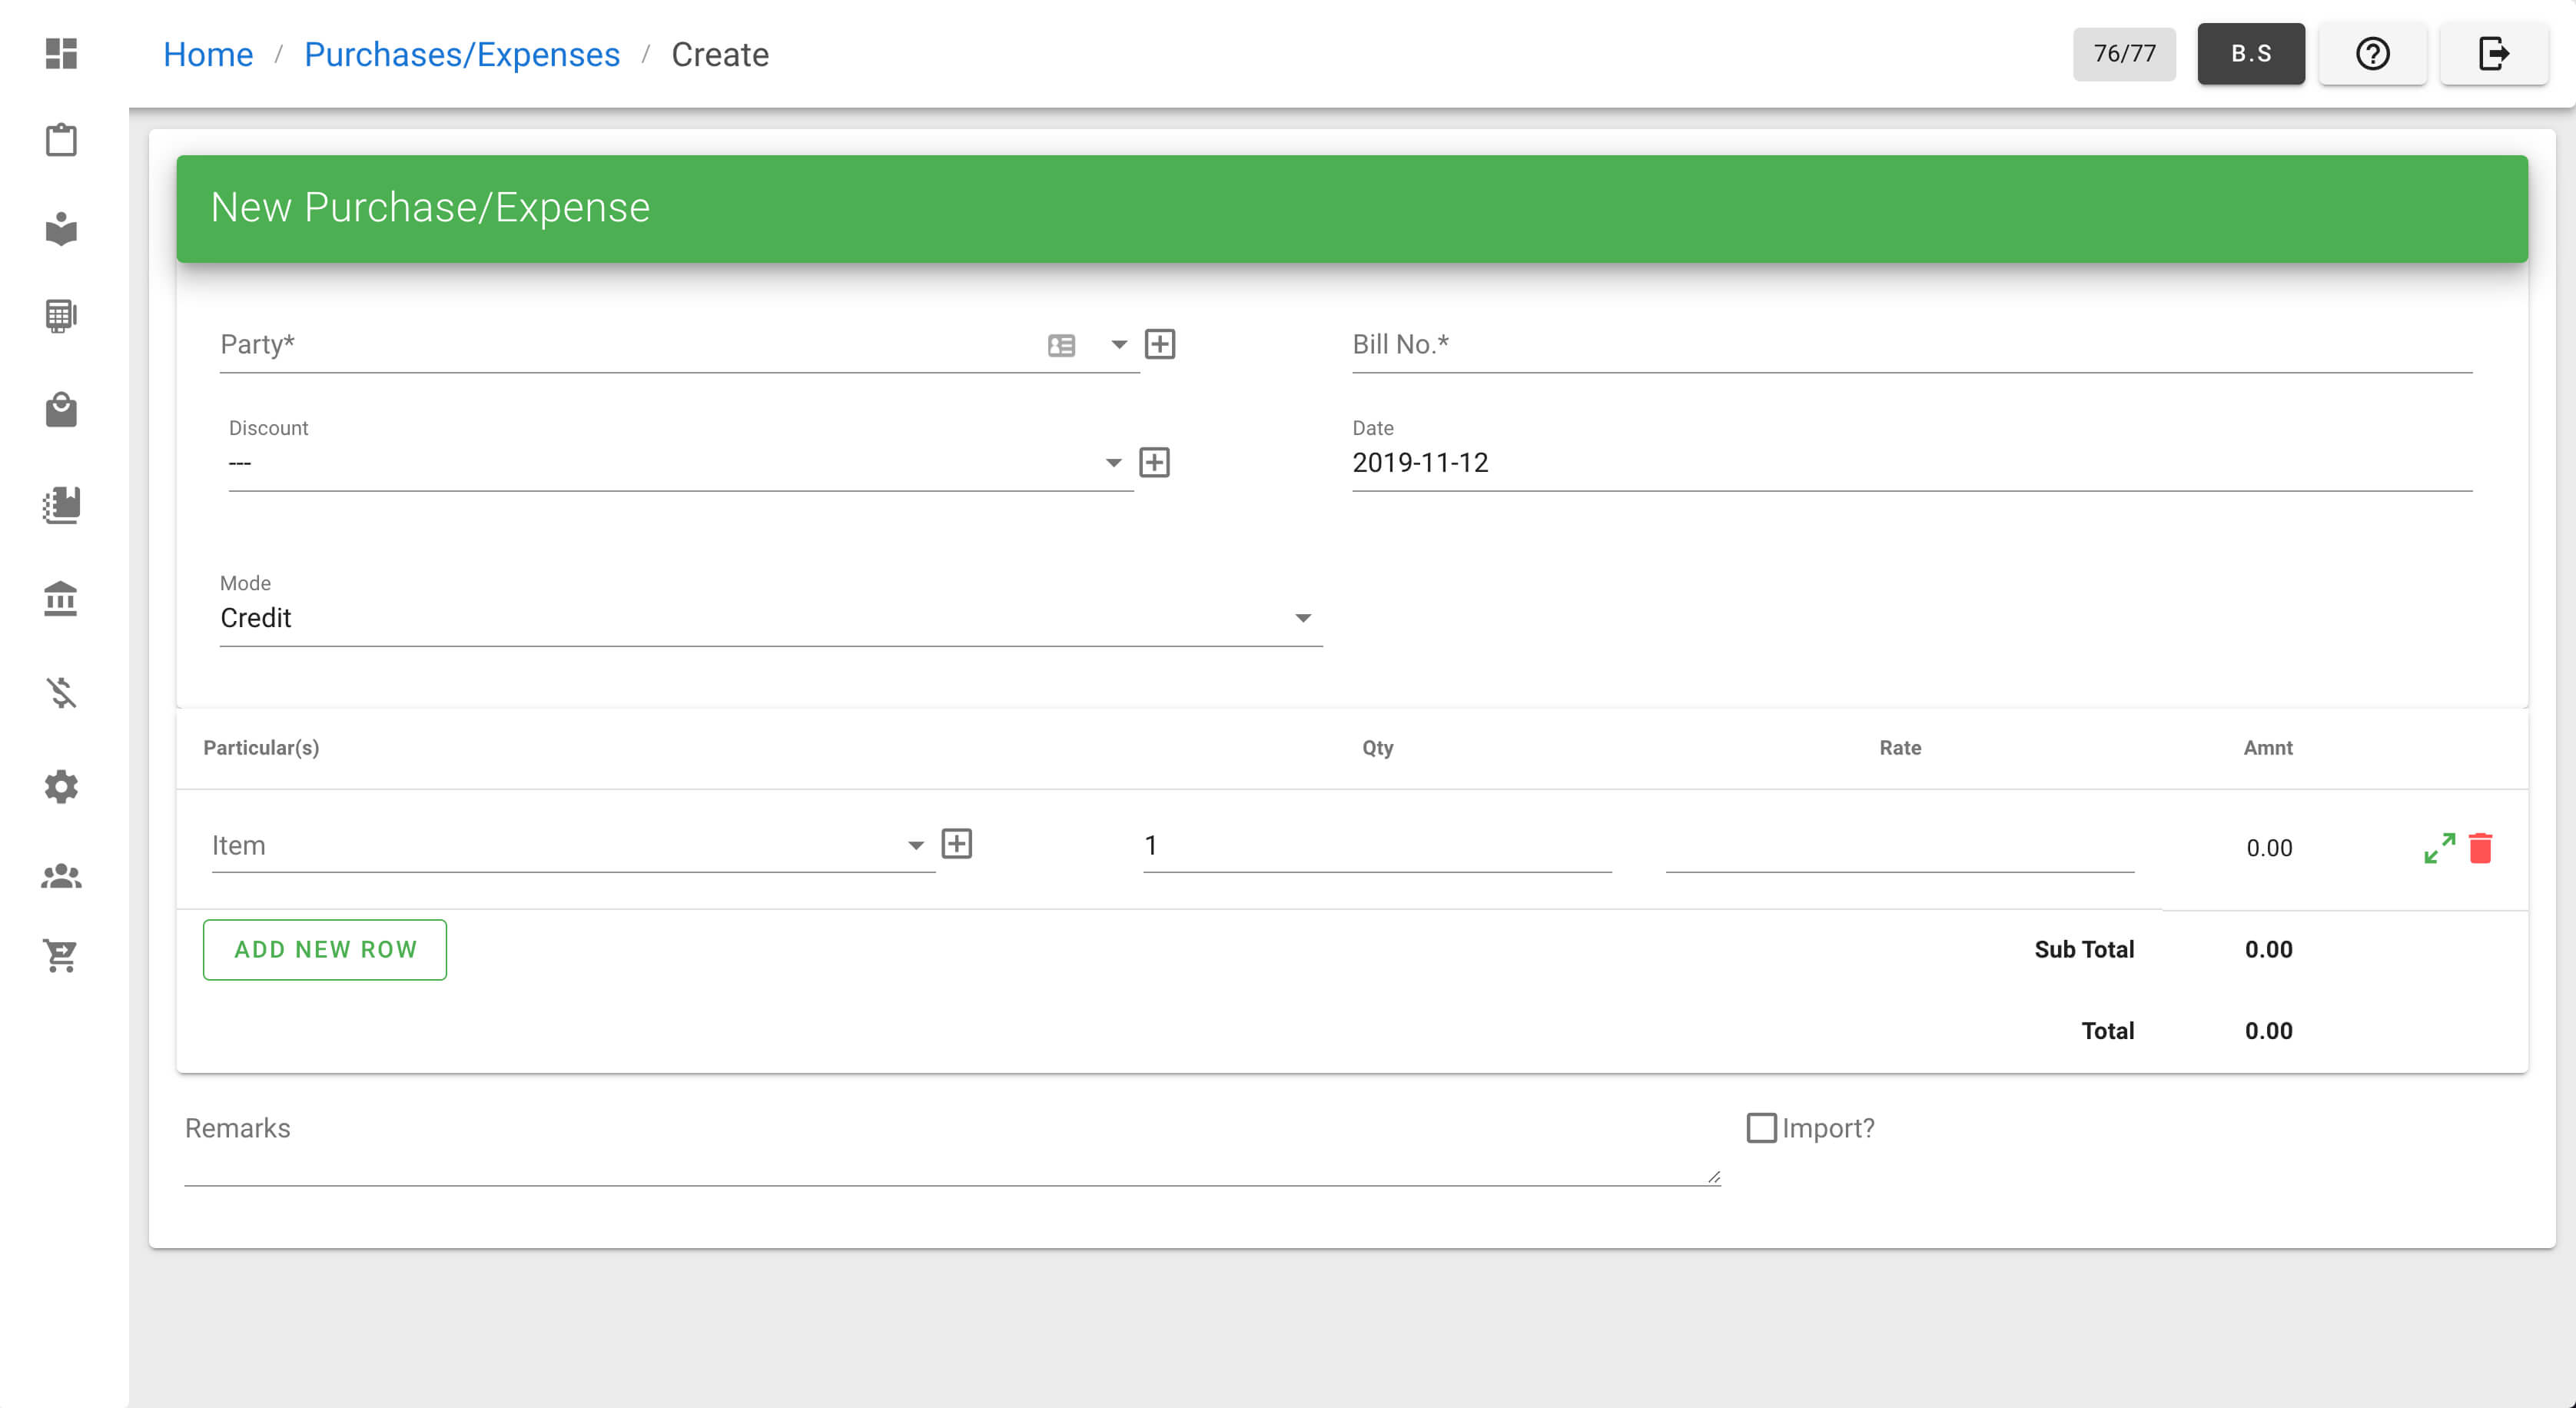 Home / Purchases/Expenses / Create
76/77
B.S
New Purchase/Expense
Party*
Bill No.*
Discount
---
Date
2019-11-12
Mode
Credit
Particular(s) Qty Rate Amnt
Item 1 0.00
ADD NEW ROW
Sub Total 0.00
Total 0.00
Remarks
Import?